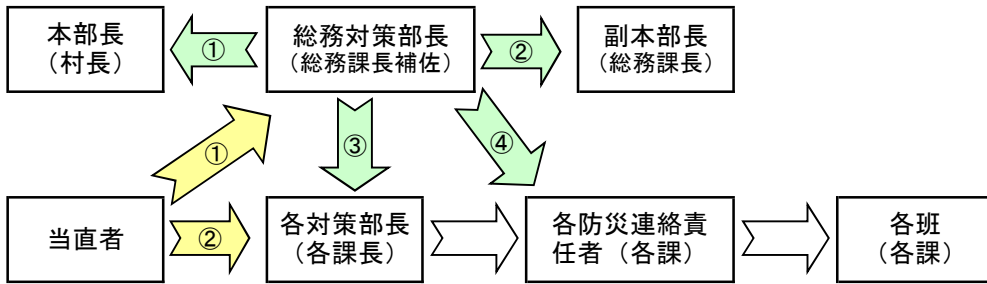 本部長
（村長）
①
総務対策部長
（総務課長補佐）
②
副本部長
（総務課長）
①
③
④
当直者
②
各対策部長
（各課長）
各防災連絡責
任者（各課）
各班
（各課）